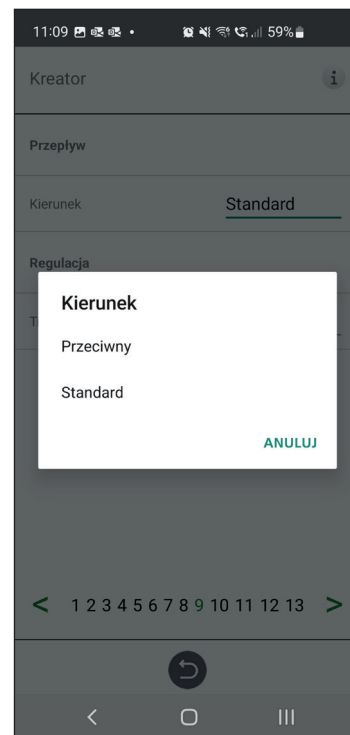 11:09 59%
Kreator i
Przepływ
Kierunek Standard
Regulacja
Kierunek
Przeciwny
Standard
ANULUJ
< 1 2 3 4 5 6 7 8 9 10 11 12 13 >